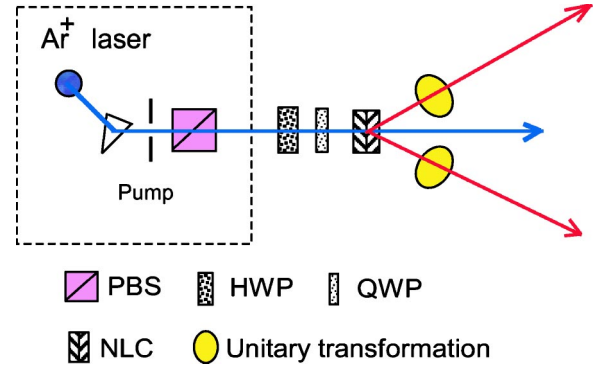 Ar+ laser
Pump
PBS HWP QWP
NLC Unitary transformation